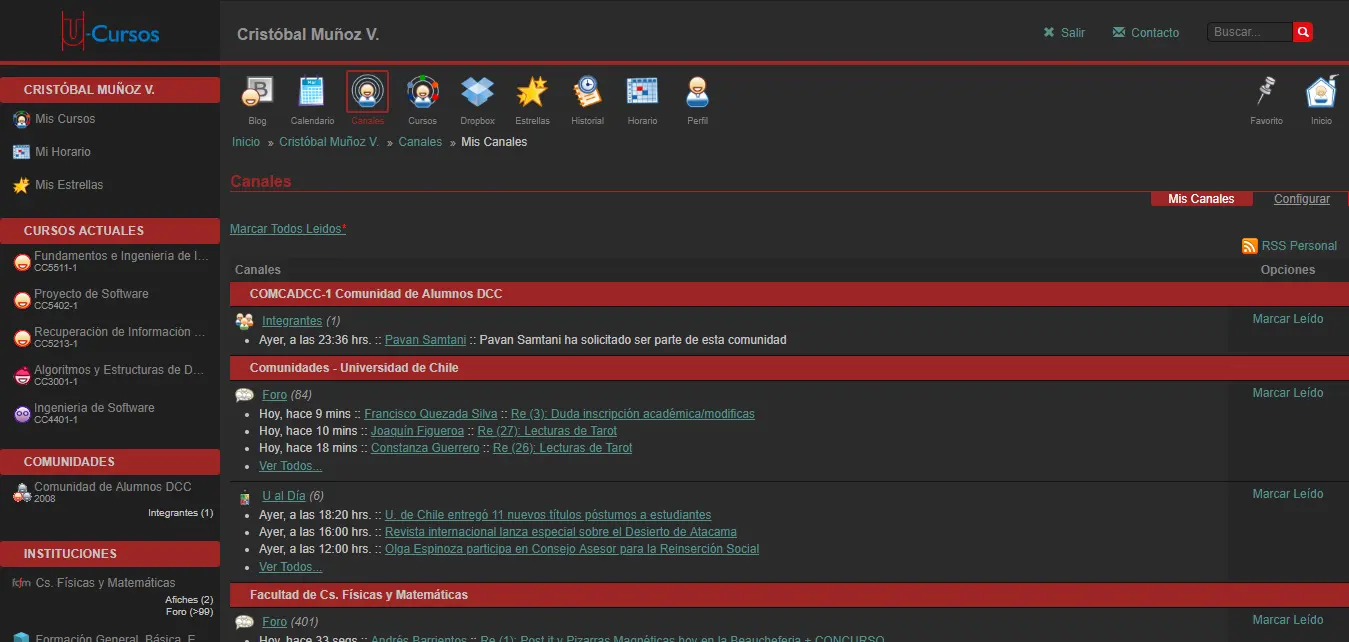 U-Cursos
Cristóbal Muñoz V.
Salir
Contacto
Buscar...
CRISTÓBAL MUÑOZ V.
Mis Cursos
Mi Horario
Mis Estrellas
CURSOS ACTUALES
Fundamentos e Ingenieria de I...
CC5511-1
Proyecto de Software
CC5402-1
Recuperación de Información ...
CC5213-1
Algoritmos y Estructuras de D...
CC3001-1
Ingenieria de Software
CC4401-1
COMUNIDADES
Comunidad de Alumnos DCC
2008
Integrantes (1)
INSTITUCIONES
fcfm Cs. Físicas y Matemáticas
Afiches (2)
Foro (>99)
Formación General, Básica, E...
Blog
Calendario
Canales
Cursos
Dropbox
Estrellas
Historial
Horario
Perfil
Favorito
Inicio
Inicio » Cristóbal Muñoz V. » Canales » Mis Canales
Canales
Mis Canales
Configurar
Marcar Todos Leidos*
RSS Personal
Canales Opciones
COMCADCC-1 Comunidad de Alumnos DCC
Integrantes (1) Marcar Leído
Ayer, a las 23:36 hrs. :: Pavan Samtani :: Pavan Samtani ha solicitado ser parte de esta comunidad
Comunidades - Universidad de Chile
Foro (84) Marcar Leído
Hoy, hace 9 mins :: Francisco Quezada Silva :: Re (3): Duda inscripción académica/modificas
Hoy, hace 10 mins :: Joaquín Figueroa :: Re (27): Lecturas de Tarot
Hoy, hace 18 mins :: Constanza Guerrero :: Re (26): Lecturas de Tarot
Ver Todos...
U al Día (6) Marcar Leído
Ayer, a las 18:20 hrs. :: U. de Chile entregó 11 nuevos títulos póstumos a estudiantes
Ayer, a las 16:00 hrs. :: Revista internacional lanza especial sobre el Desierto de Atacama
Ayer, a las 12:00 hrs. :: Olga Espinoza participa en Consejo Asesor para la Reinserción Social
Ver Todos...
Facultad de Cs. Físicas y Matemáticas
Foro (401) Marcar Leído
Hoy, hace 33 segs :: Andrés Barrientos :: Re (1): Post it y Pizarras Magnéticas hoy en la Beaucheferia + CONCURSO